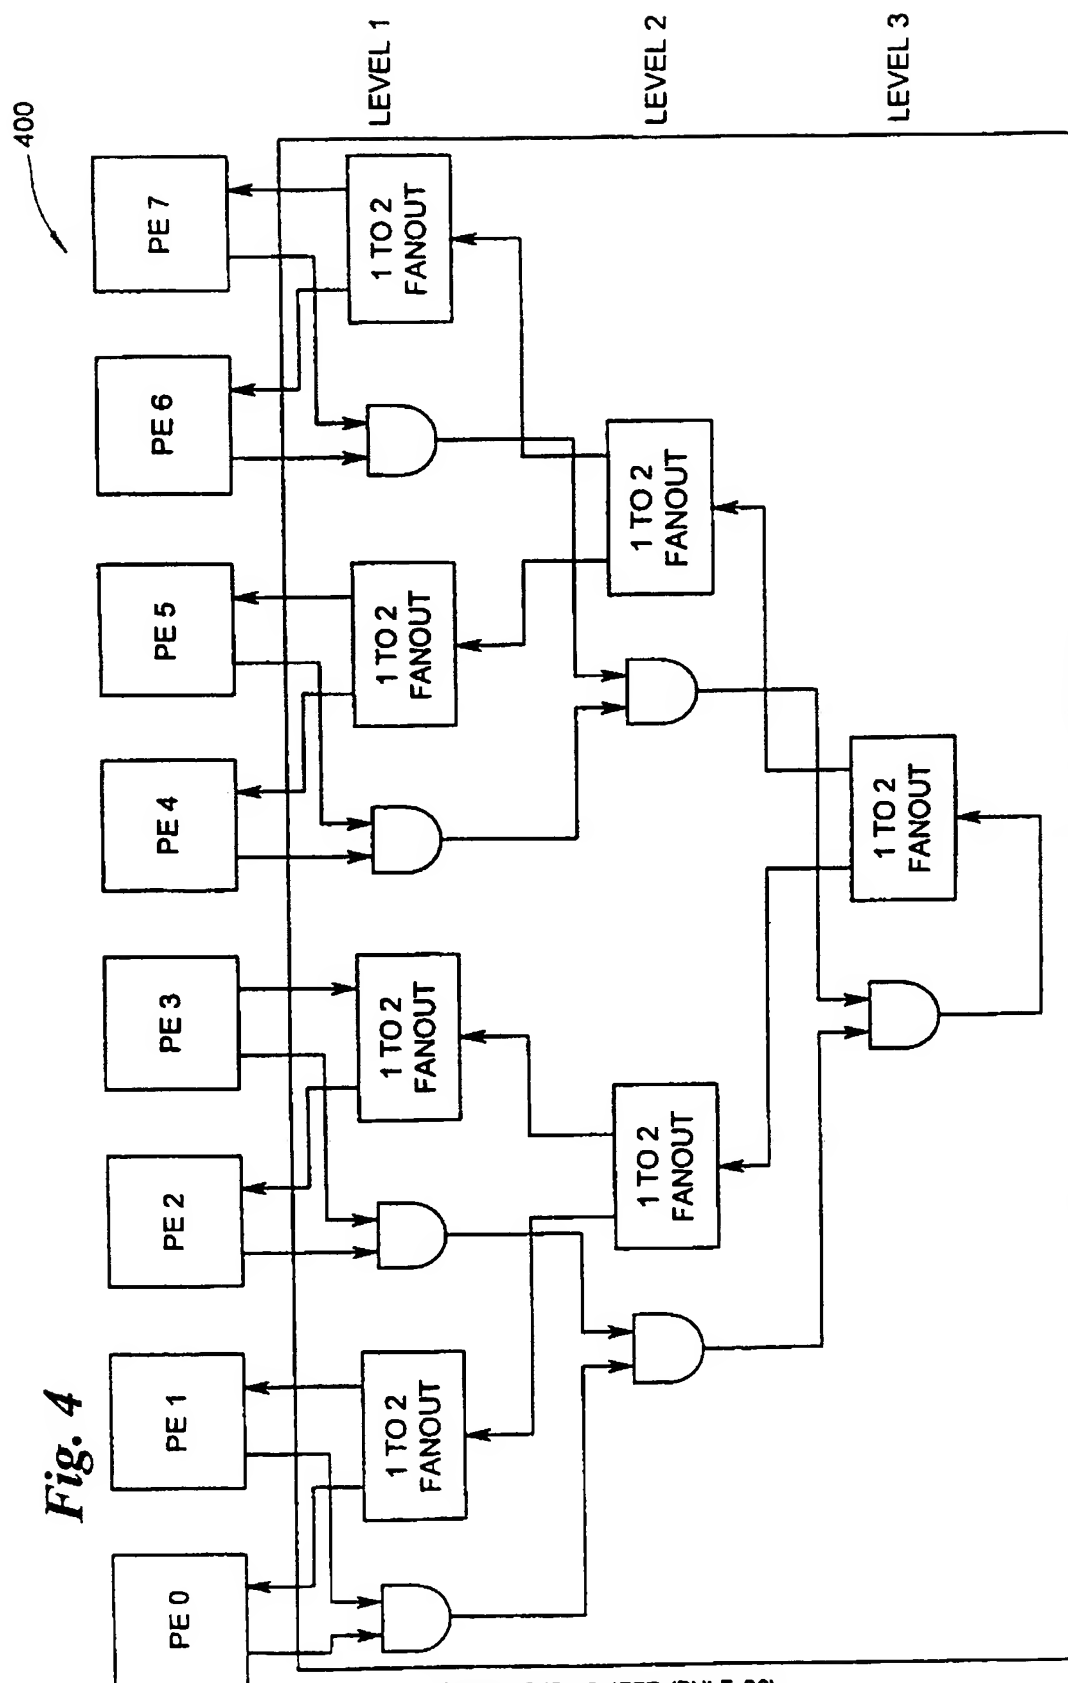 Fig. 4
400
PE 0
PE 1
PE 2
PE 3
PE 4
PE 5
PE 6
PE 7
1 TO 2
FANOUT
1 TO 2
FANOUT
1 TO 2
FANOUT
1 TO 2
FANOUT
LEVEL 1
1 TO 2
FANOUT
1 TO 2
FANOUT
LEVEL 2
1 TO 2
FANOUT
LEVEL 3